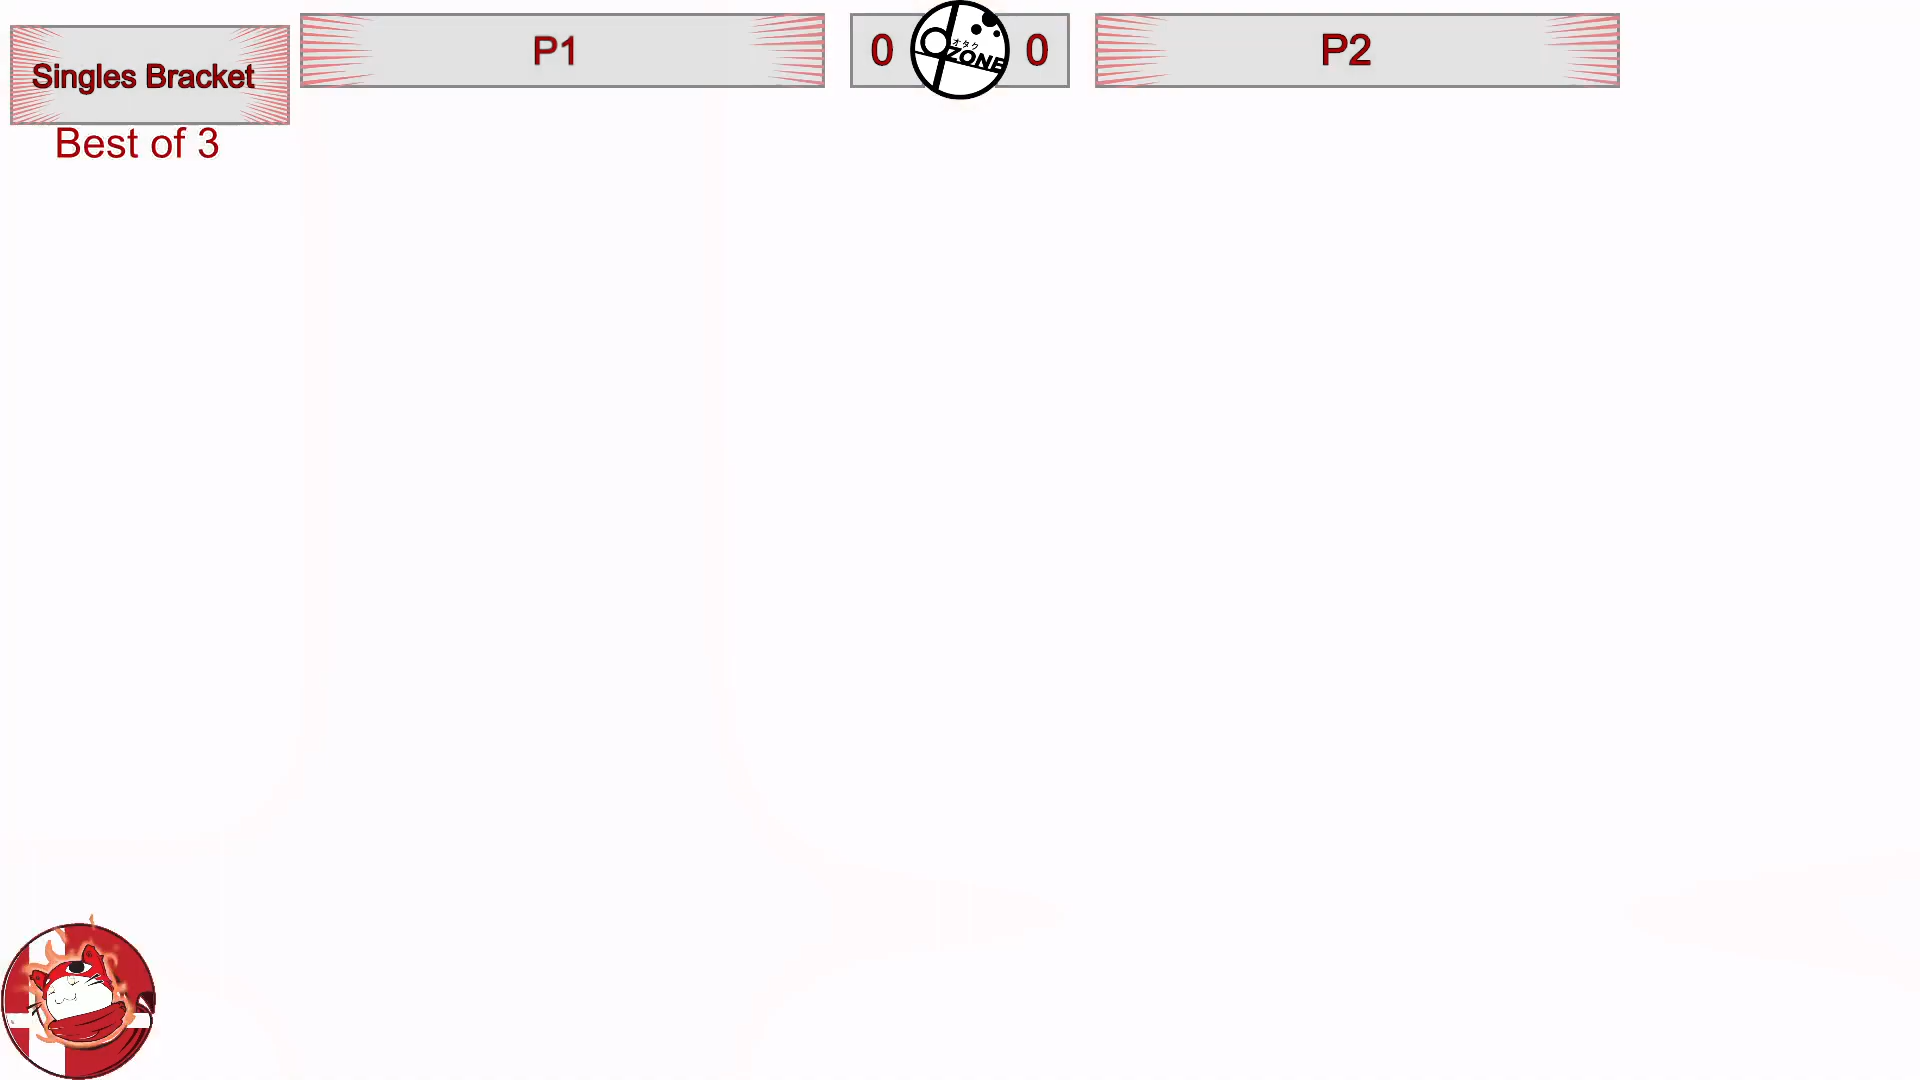 Singles Bracket
Best of 3
P1
0
オタク
ZONE
0
P2